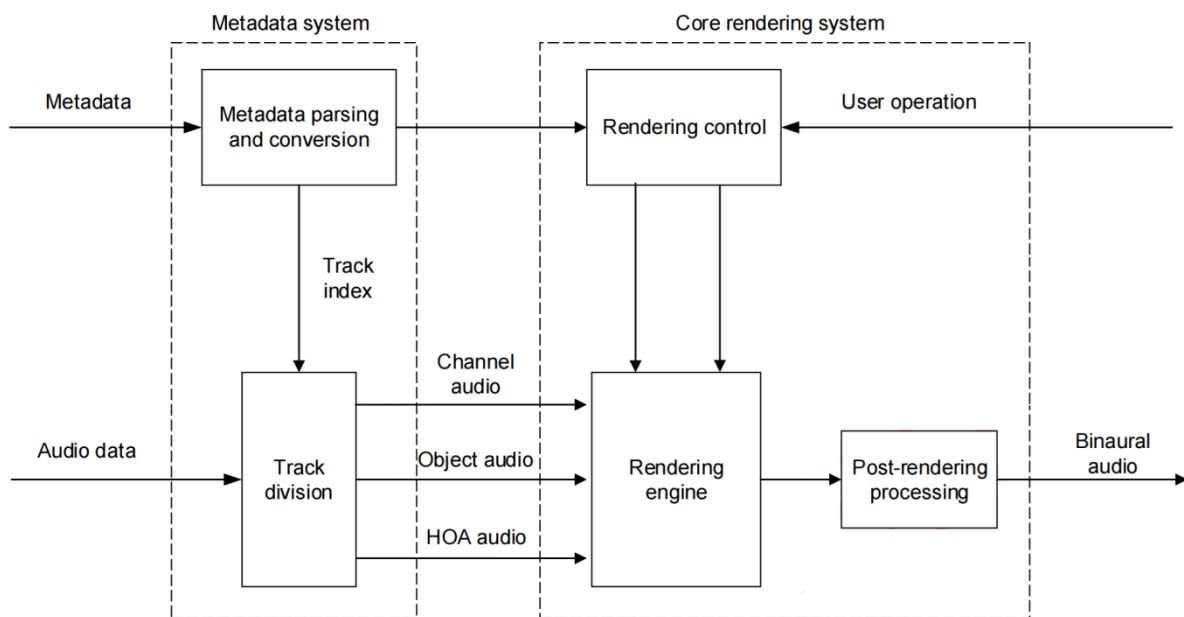 Metadata system
Core rendering system
Metadata
Metadata parsing
and conversion
Rendering control
User operation
Track
index
Channel
audio
Audio data
Track
division
Object audio
HOA audio
Rendering
engine
Post-rendering
processing
Binaural
audio